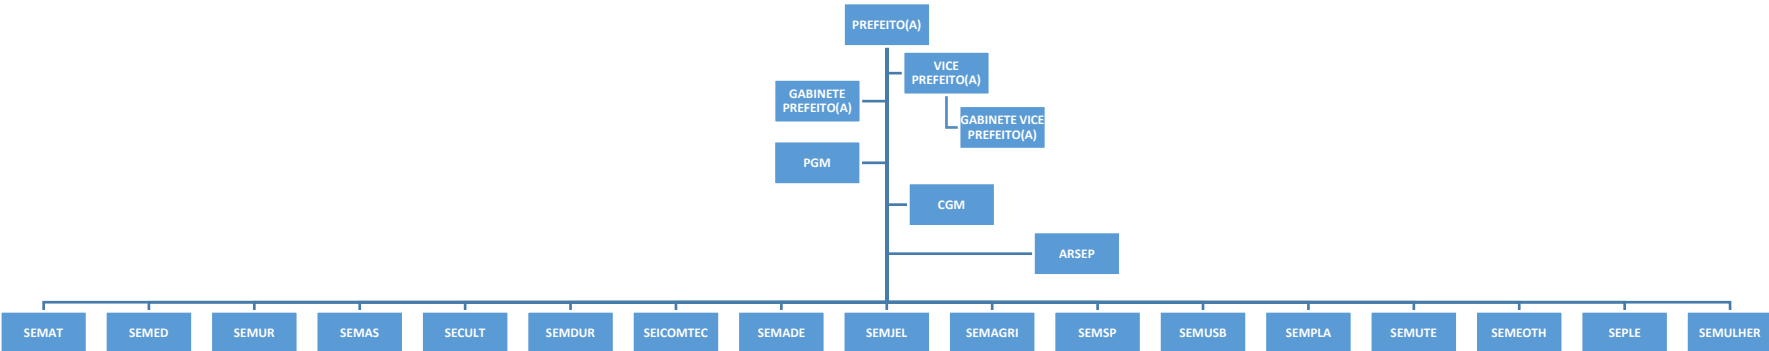 PREFEITO(A)
VICE
PREFEITO(A)
GABINETE
PREFEITO(A)
GABINETE VICE
PREFEITO(A)
PGM
CGM
ARSEP
SEMAT
SEMED
SEMUR
SEMAS
SECULT
SEMDUR
SEICOMTEC
SEMADE
SEMJEL
SEMAGRI
SEMSP
SEMUSB
SEMPLA
SEMUTE
SEMEOTH
SEPLE
SEMULHER